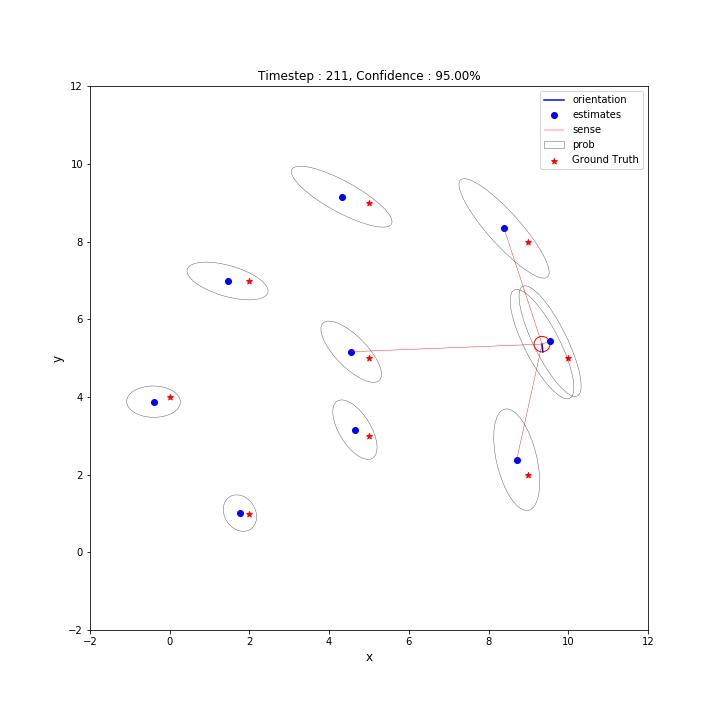 Timestep : 211, Confidence : 95.00%
orientation
estimates
sense
prob
Ground Truth
12
10
8
6
4
2
0
−2
y
−2 0 2 4 6 8 10 12
x